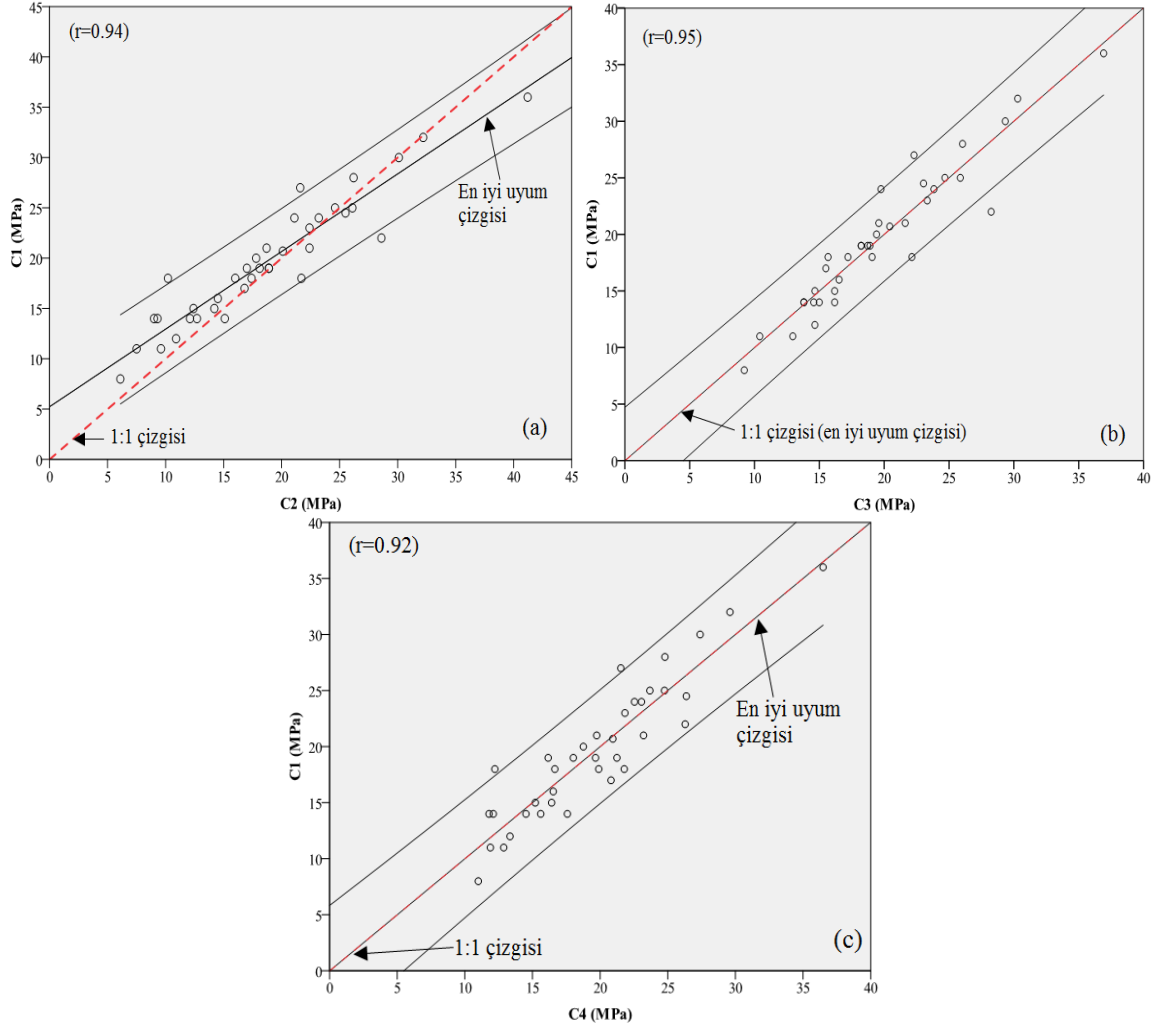 (r=0.94)
45
40
35
30
25
20
15
10
5
0
C1 (MPa)
En iyi uyum
çizgisi
1:1 çizgisi
(a)
0 5 10 15 20 25 30 35 40 45
C2 (MPa)
(r=0.95)
40
35
30
25
20
15
10
5
0
C1 (MPa)
1:1 çizgisi (en iyi uyum çizgisi)
(b)
0 5 10 15 20 25 30 35 40
C3 (MPa)
(r=0.92)
40
35
30
25
20
15
10
5
0
C1 (MPa)
En iyi uyum
çizgisi
1:1 çizgisi
(c)
0 5 10 15 20 25 30 35 40
C4 (MPa)